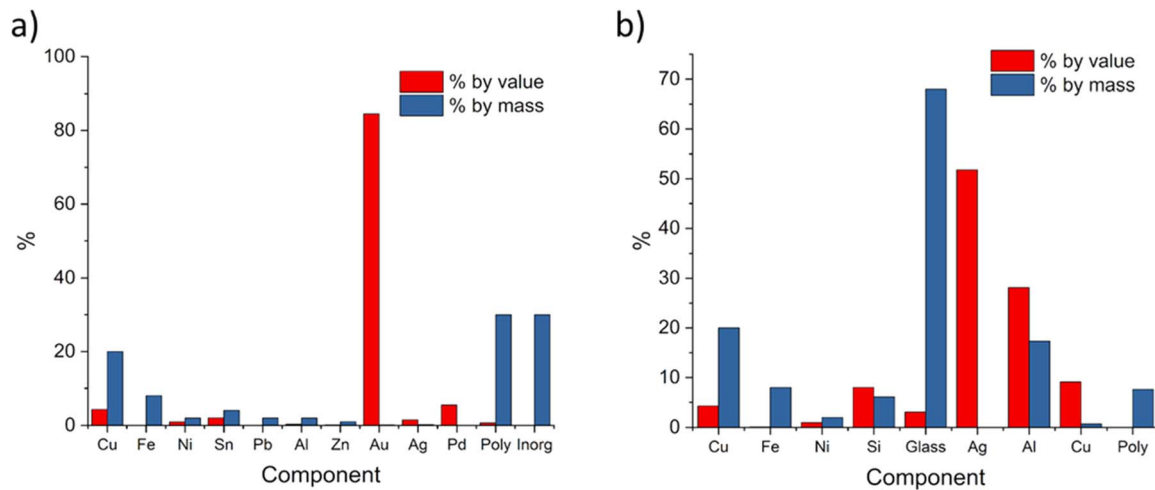 a)
100
80
60
40
20
0
%
% by value
% by mass
Cu Fe Ni Sn Pb Al Zn Au Ag Pd Poly Inorg
Component
b)
70
60
50
40
30
20
10
0
%
% by value
% by mass
Cu Fe Ni Si Glass Ag Al Cu Poly
Component